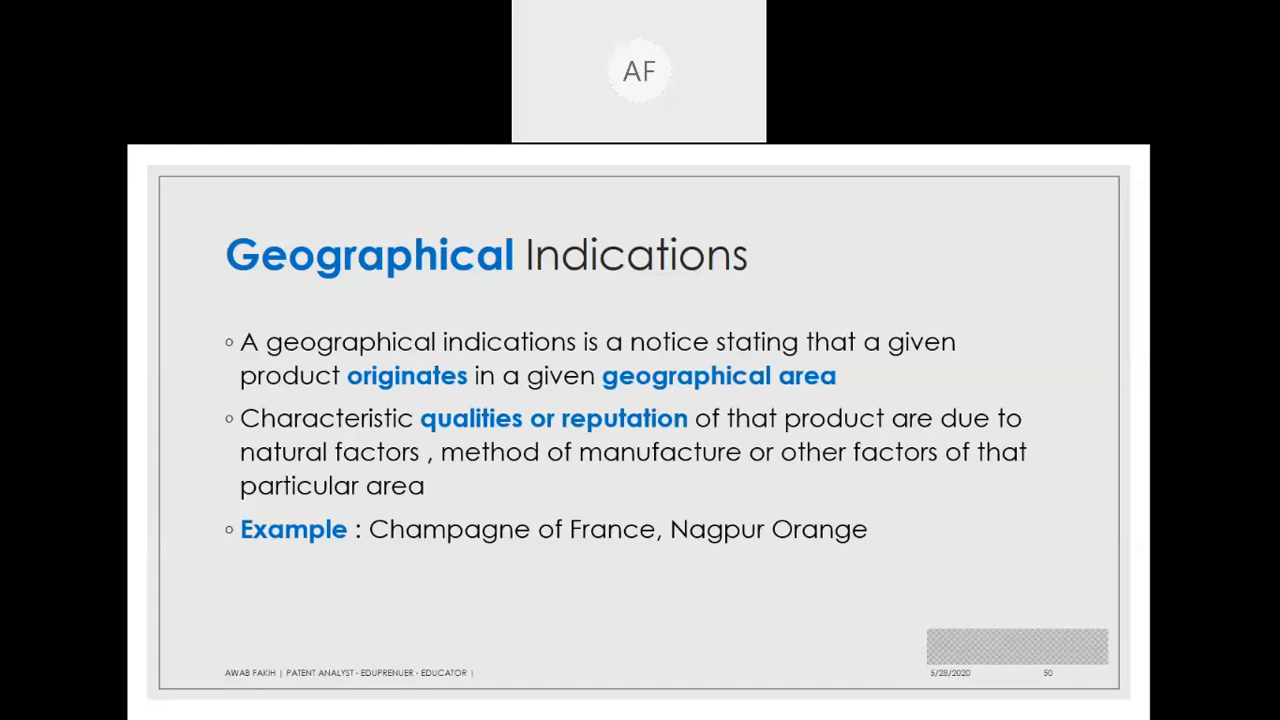 AF
Geographical Indications
◦ A geographical indications is a notice stating that a given
product originates in a given geographical area
◦ Characteristic qualities or reputation of that product are due to
natural factors , method of manufacture or other factors of that
particular area
◦ Example : Champagne of France, Nagpur Orange
AWAB FAKIH | PATENT ANALYST - EDUPRENUER - EDUCATOR | 5/28/2020 50